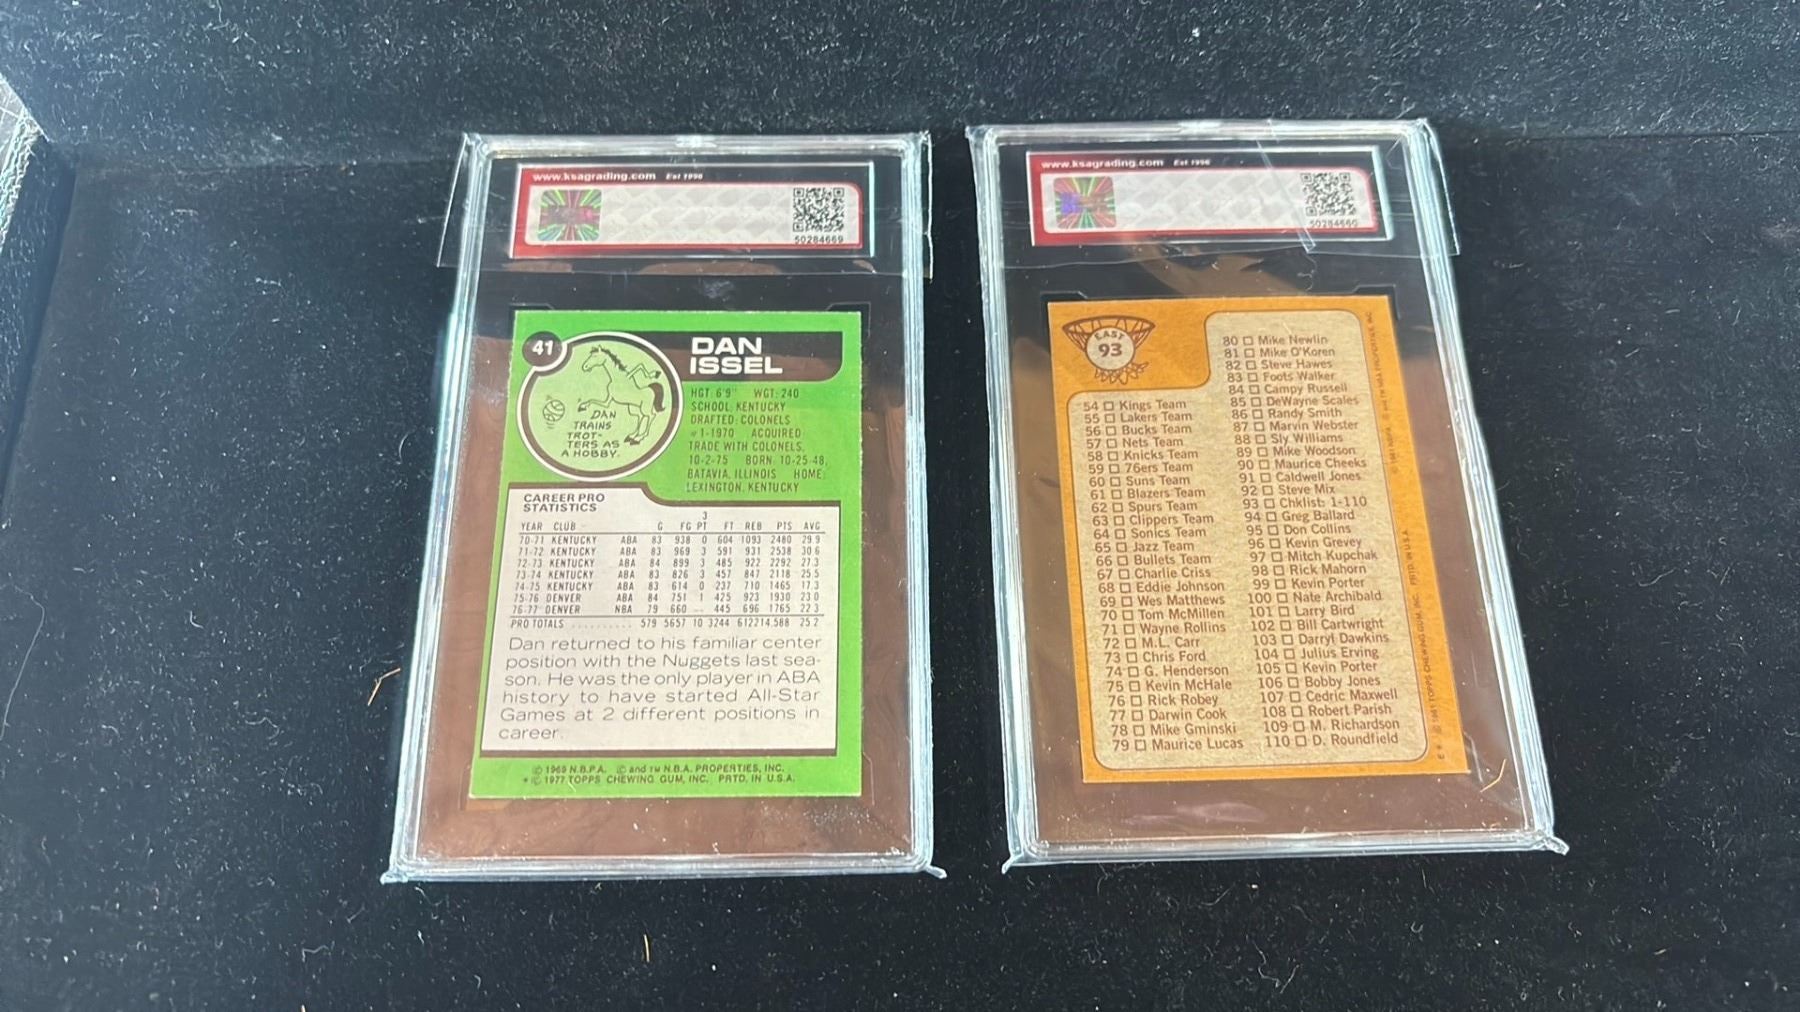 www.ksagrading.com Est 1996
50284669
41
DAN
ISSEL
DAN
TRAINS
TROT-
TERS AS
A HOBBY.
HGT: 6'9" WGT: 240
SCHOOL: KENTUCKY
DRAFTED: COLONELS
#1-1970 ACQUIRED
TRADE WITH COLONELS,
10-2-75 BORN: 10-25-48,
BATAVIA, ILLINOIS HOME:
LEXINGTON, KENTUCKY
CAREER PRO
STATISTICS
3
YEAR CLUB G FG PT FT REB PTS AVG
70-71 KENTUCKY ABA 83 938 0 604 1093 2480 29.9
71-72 KENTUCKY ABA 83 969 3 591 931 2538 30.6
72-73 KENTUCKY ABA 84 899 3 485 922 2292 27.3
73-74 KENTUCKY ABA 83 826 3 457 847 2118 25.5
74-75 KENTUCKY ABA 83 614 0 237 710 1465 17.3
75-76 DENVER ABA 84 751 1 425 923 1930 23.0
76-77 DENVER NBA 79 660 -- 445 696 1765 22.3
PRO TOTALS .......... 579 5657 10 3244 6122 14,588 25.2
Dan returned to his familiar center
position with the Nuggets last sea-
son. He was the only player in ABA
history to have started All-Star
Games at 2 different positions in
career.
© 1969 N.B.P.A. © and TM N.B.A. PROPERTIES, INC.
* © 1977 TOPPS CHEWING GUM, INC. PRTD. IN U.S.A.
www.ksagrading.com Est 1996
EAST
93
54 □ Kings Team
55 □ Lakers Team
56 □ Bucks Team
57 □ Nets Team
58 □ Knicks Team
59 □ 76ers Team
60 □ Suns Team
61 □ Blazers Team
62 □ Spurs Team
63 □ Clippers Team
64 □ Sonics Team
65 □ Jazz Team
66 □ Bullets Team
67 □ Charlie Criss
68 □ Eddie Johnson
69 □ Wes Matthews
70 □ Tom McMillen
71 □ Wayne Rollins
72 □ M.L. Carr
73 □ Chris Ford
74 □ G. Henderson
75 □ Kevin McHale
76 □ Rick Robey
77 □ Darwin Cook
78 □ Mike Gminski
79 □ Maurice Lucas
80 □ Mike Newlin
81 □ Mike O'Koren
82 □ Steve Hawes
83 □ Foots Walker
84 □ Campy Russell
85 □ DeWayne Scales
86 □ Randy Smith
87 □ Marvin Webster
88 □ Sly Williams
89 □ Mike Woodson
90 □ Maurice Cheeks
91 □ Caldwell Jones
92 □ Steve Mix
93 □ Chklist: 1-110
94 □ Greg Ballard
95 □ Don Collins
96 □ Kevin Grevey
97 □ Mitch Kupchak
98 □ Rick Mahorn
99 □ Kevin Porter
100 □ Nate Archibald
101 □ Larry Bird
102 □ Bill Cartwright
103 □ Darryl Dawkins
104 □ Julius Erving
105 □ Kevin Porter
106 □ Bobby Jones
107 □ Cedric Maxwell
108 □ Robert Parish
109 □ M. Richardson
110 □ D. Roundfield
E* © 1981 TOPPS CHEWING GUM, INC. PRTD. IN U.S.A.